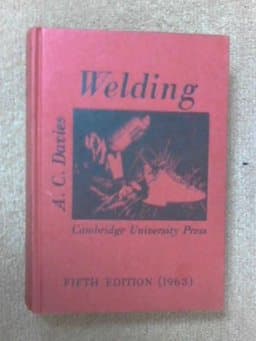 Welding
A. C. Davies
Cambridge University Press
FIFTH EDITION (1963)